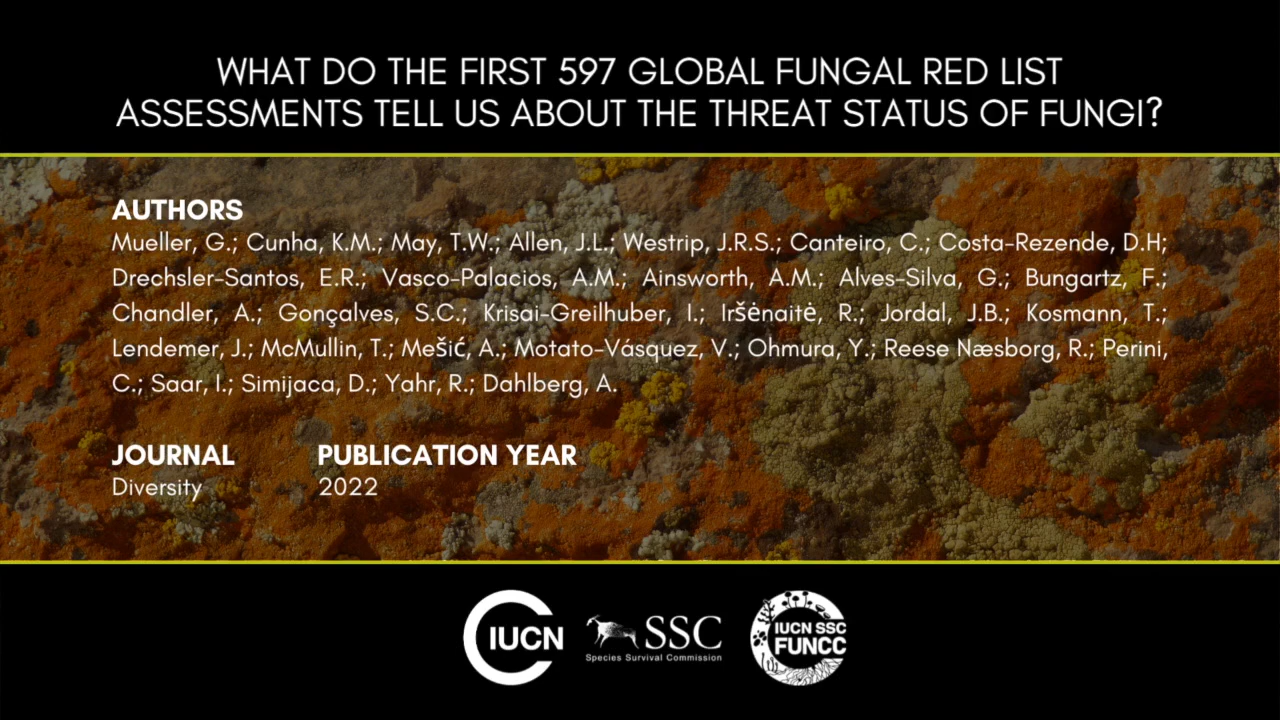 WHAT DO THE FIRST 597 GLOBAL FUNGAL RED LIST
ASSESSMENTS TELL US ABOUT THE THREAT STATUS OF FUNGI?
AUTHORS
Mueller, G.; Cunha, K.M.; May, T.W.; Allen, J.L.; Westrip, J.R.S.; Canteiro, C.; Costa-Rezende, D.H;
Drechsler-Santos, E.R.; Vasco-Palacios, A.M.; Ainsworth, A.M.; Alves-Silva, G.; Bungartz, F.;
Chandler, A.; Gonçalves, S.C.; Krisai-Greilhuber, I.; Iršėnaitė, R.; Jordal, J.B.; Kosmann, T.;
Lendemer, J.; McMullin, T.; Mešić, A.; Motato-Vásquez, V.; Ohmura, Y.; Reese Næsborg, R.; Perini,
C.; Saar, I.; Simijaca, D.; Yahr, R.; Dahlberg, A.
JOURNAL
Diversity
PUBLICATION YEAR
2022
IUCN
SSC
Species Survival Commission
IUCN SSC
FUNCC